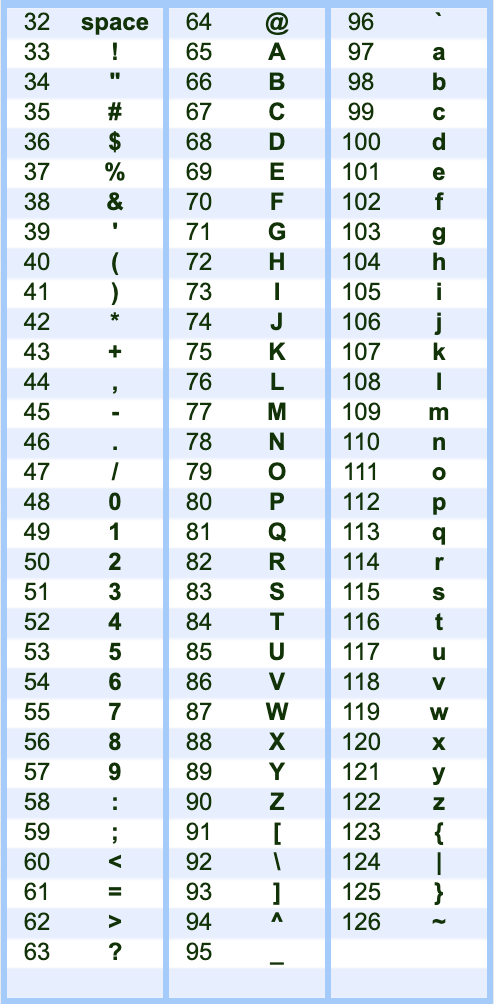 32 space 64 @ 96 `
33 ! 65 A 97 a
34 " 66 B 98 b
35 # 67 C 99 c
36 $ 68 D 100 d
37 % 69 E 101 e
38 & 70 F 102 f
39 ' 71 G 103 g
40 ( 72 H 104 h
41 ) 73 I 105 i
42 * 74 J 106 j
43 + 75 K 107 k
44 , 76 L 108 l
45 - 77 M 109 m
46 . 78 N 110 n
47 / 79 O 111 o
48 0 80 P 112 p
49 1 81 Q 113 q
50 2 82 R 114 r
51 3 83 S 115 s
52 4 84 T 116 t
53 5 85 U 117 u
54 6 86 V 118 v
55 7 87 W 119 w
56 8 88 X 120 x
57 9 89 Y 121 y
58 : 90 Z 122 z
59 ; 91 [ 123 {
60 < 92 \ 124 |
61 = 93 ] 125 }
62 > 94 ^ 126 ~
63 ? 95 _